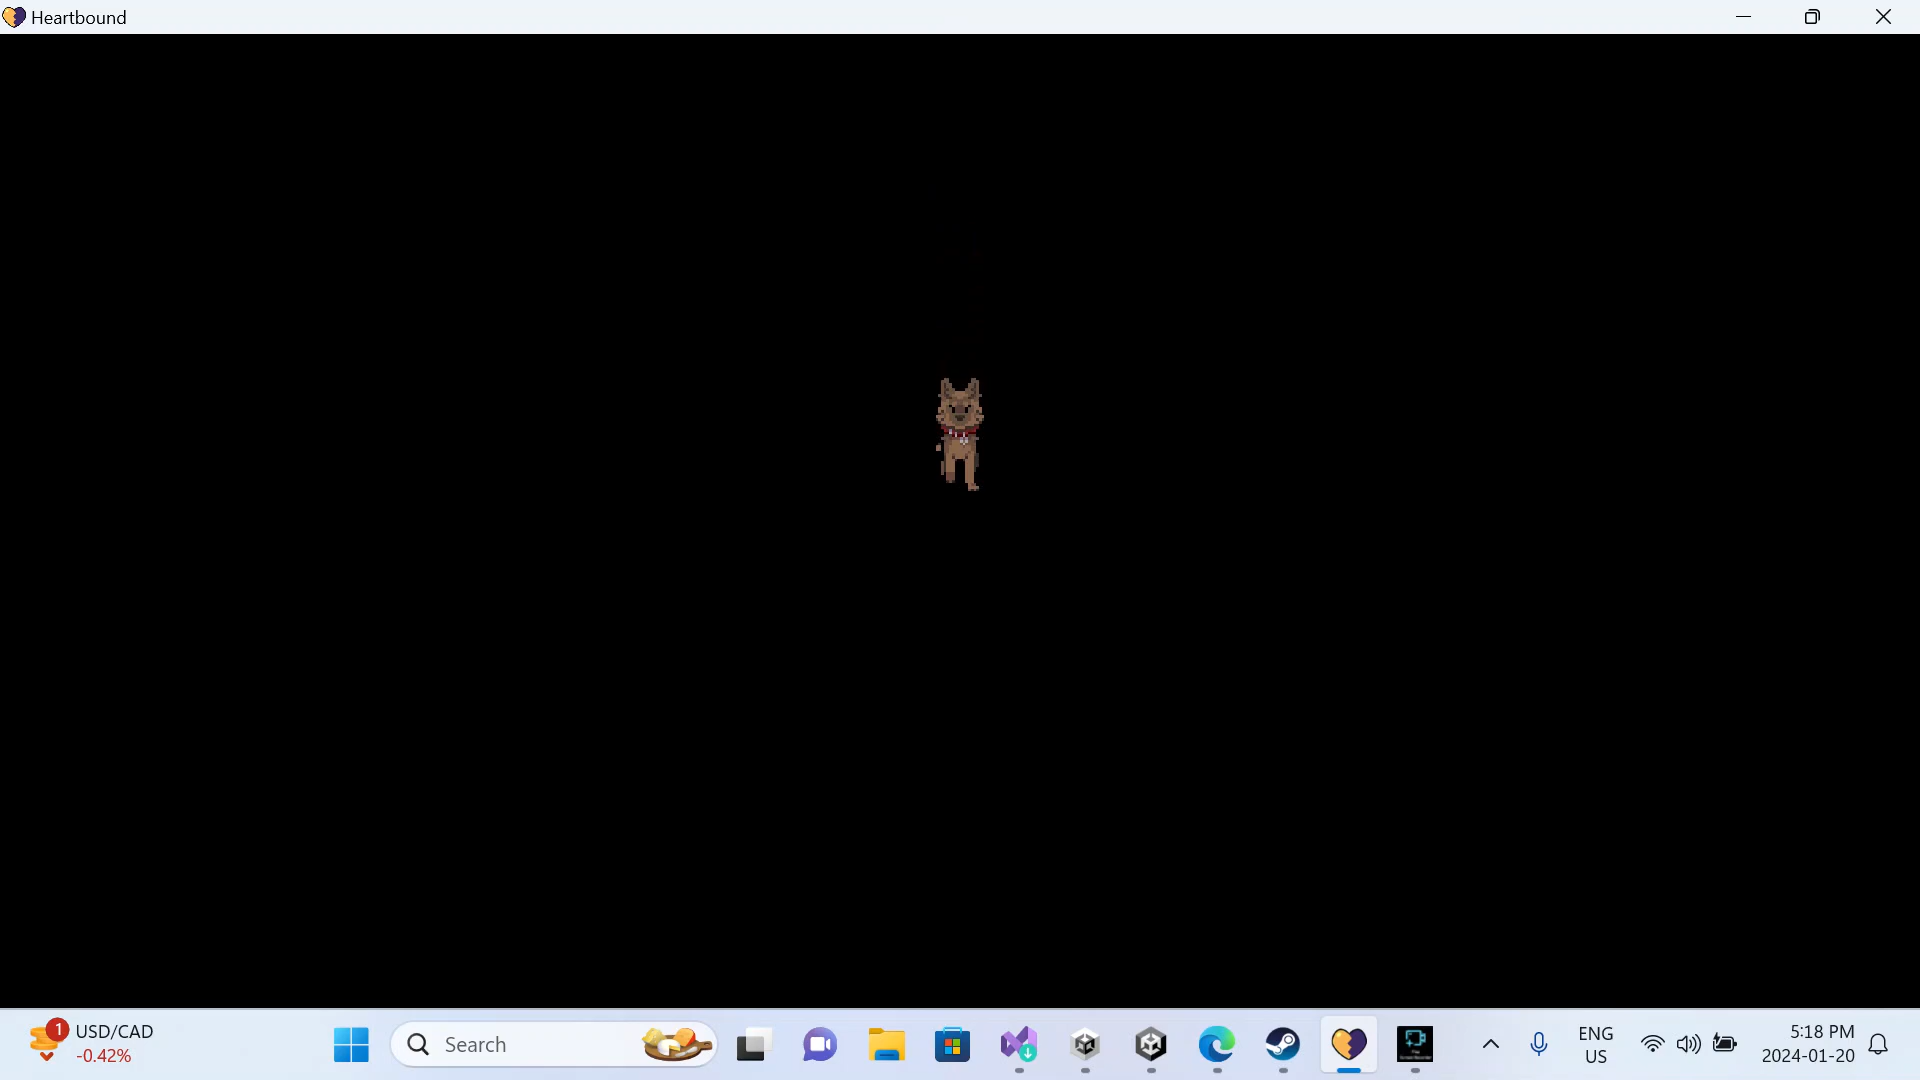 Heartbound
1
USD/CAD
-0.42%
Search
ENG
US
5:18 PM
2024-01-20